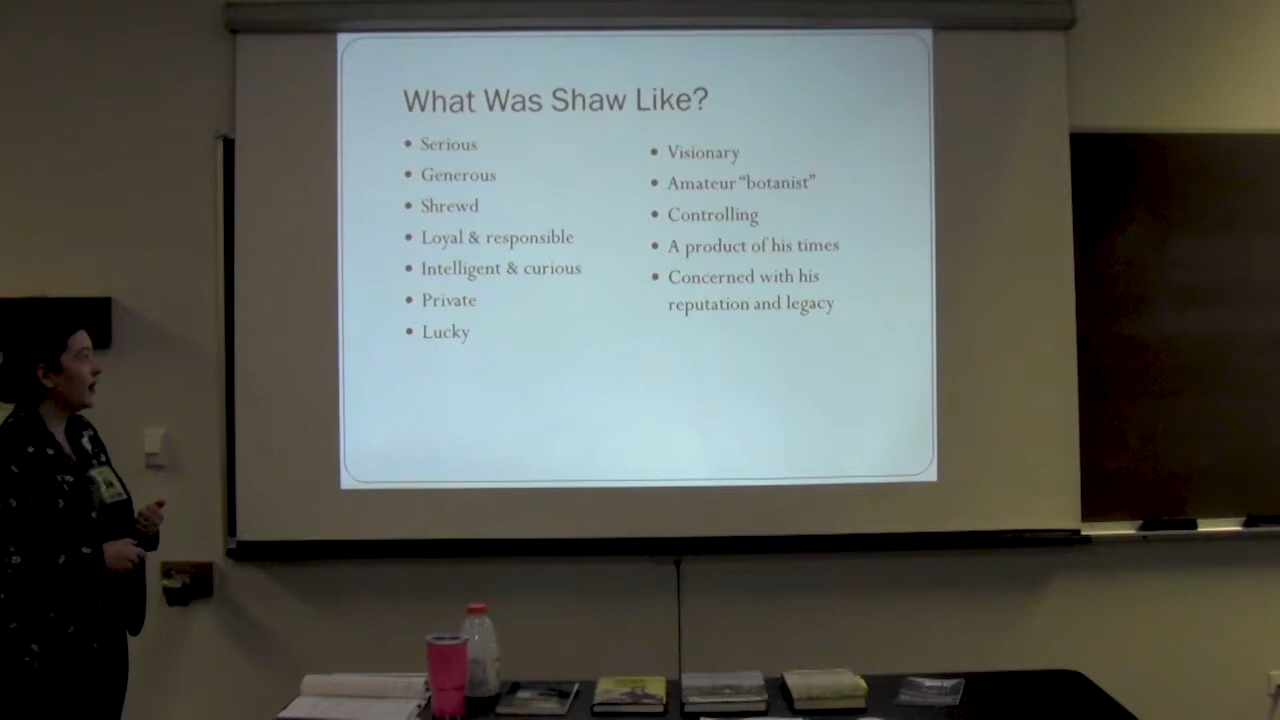 What Was Shaw Like?
• Serious
• Generous
• Shrewd
• Loyal & responsible
• Intelligent & curious
• Private
• Lucky
• Visionary
• Amateur “botanist”
• Controlling
• A product of his times
• Concerned with his
reputation and legacy